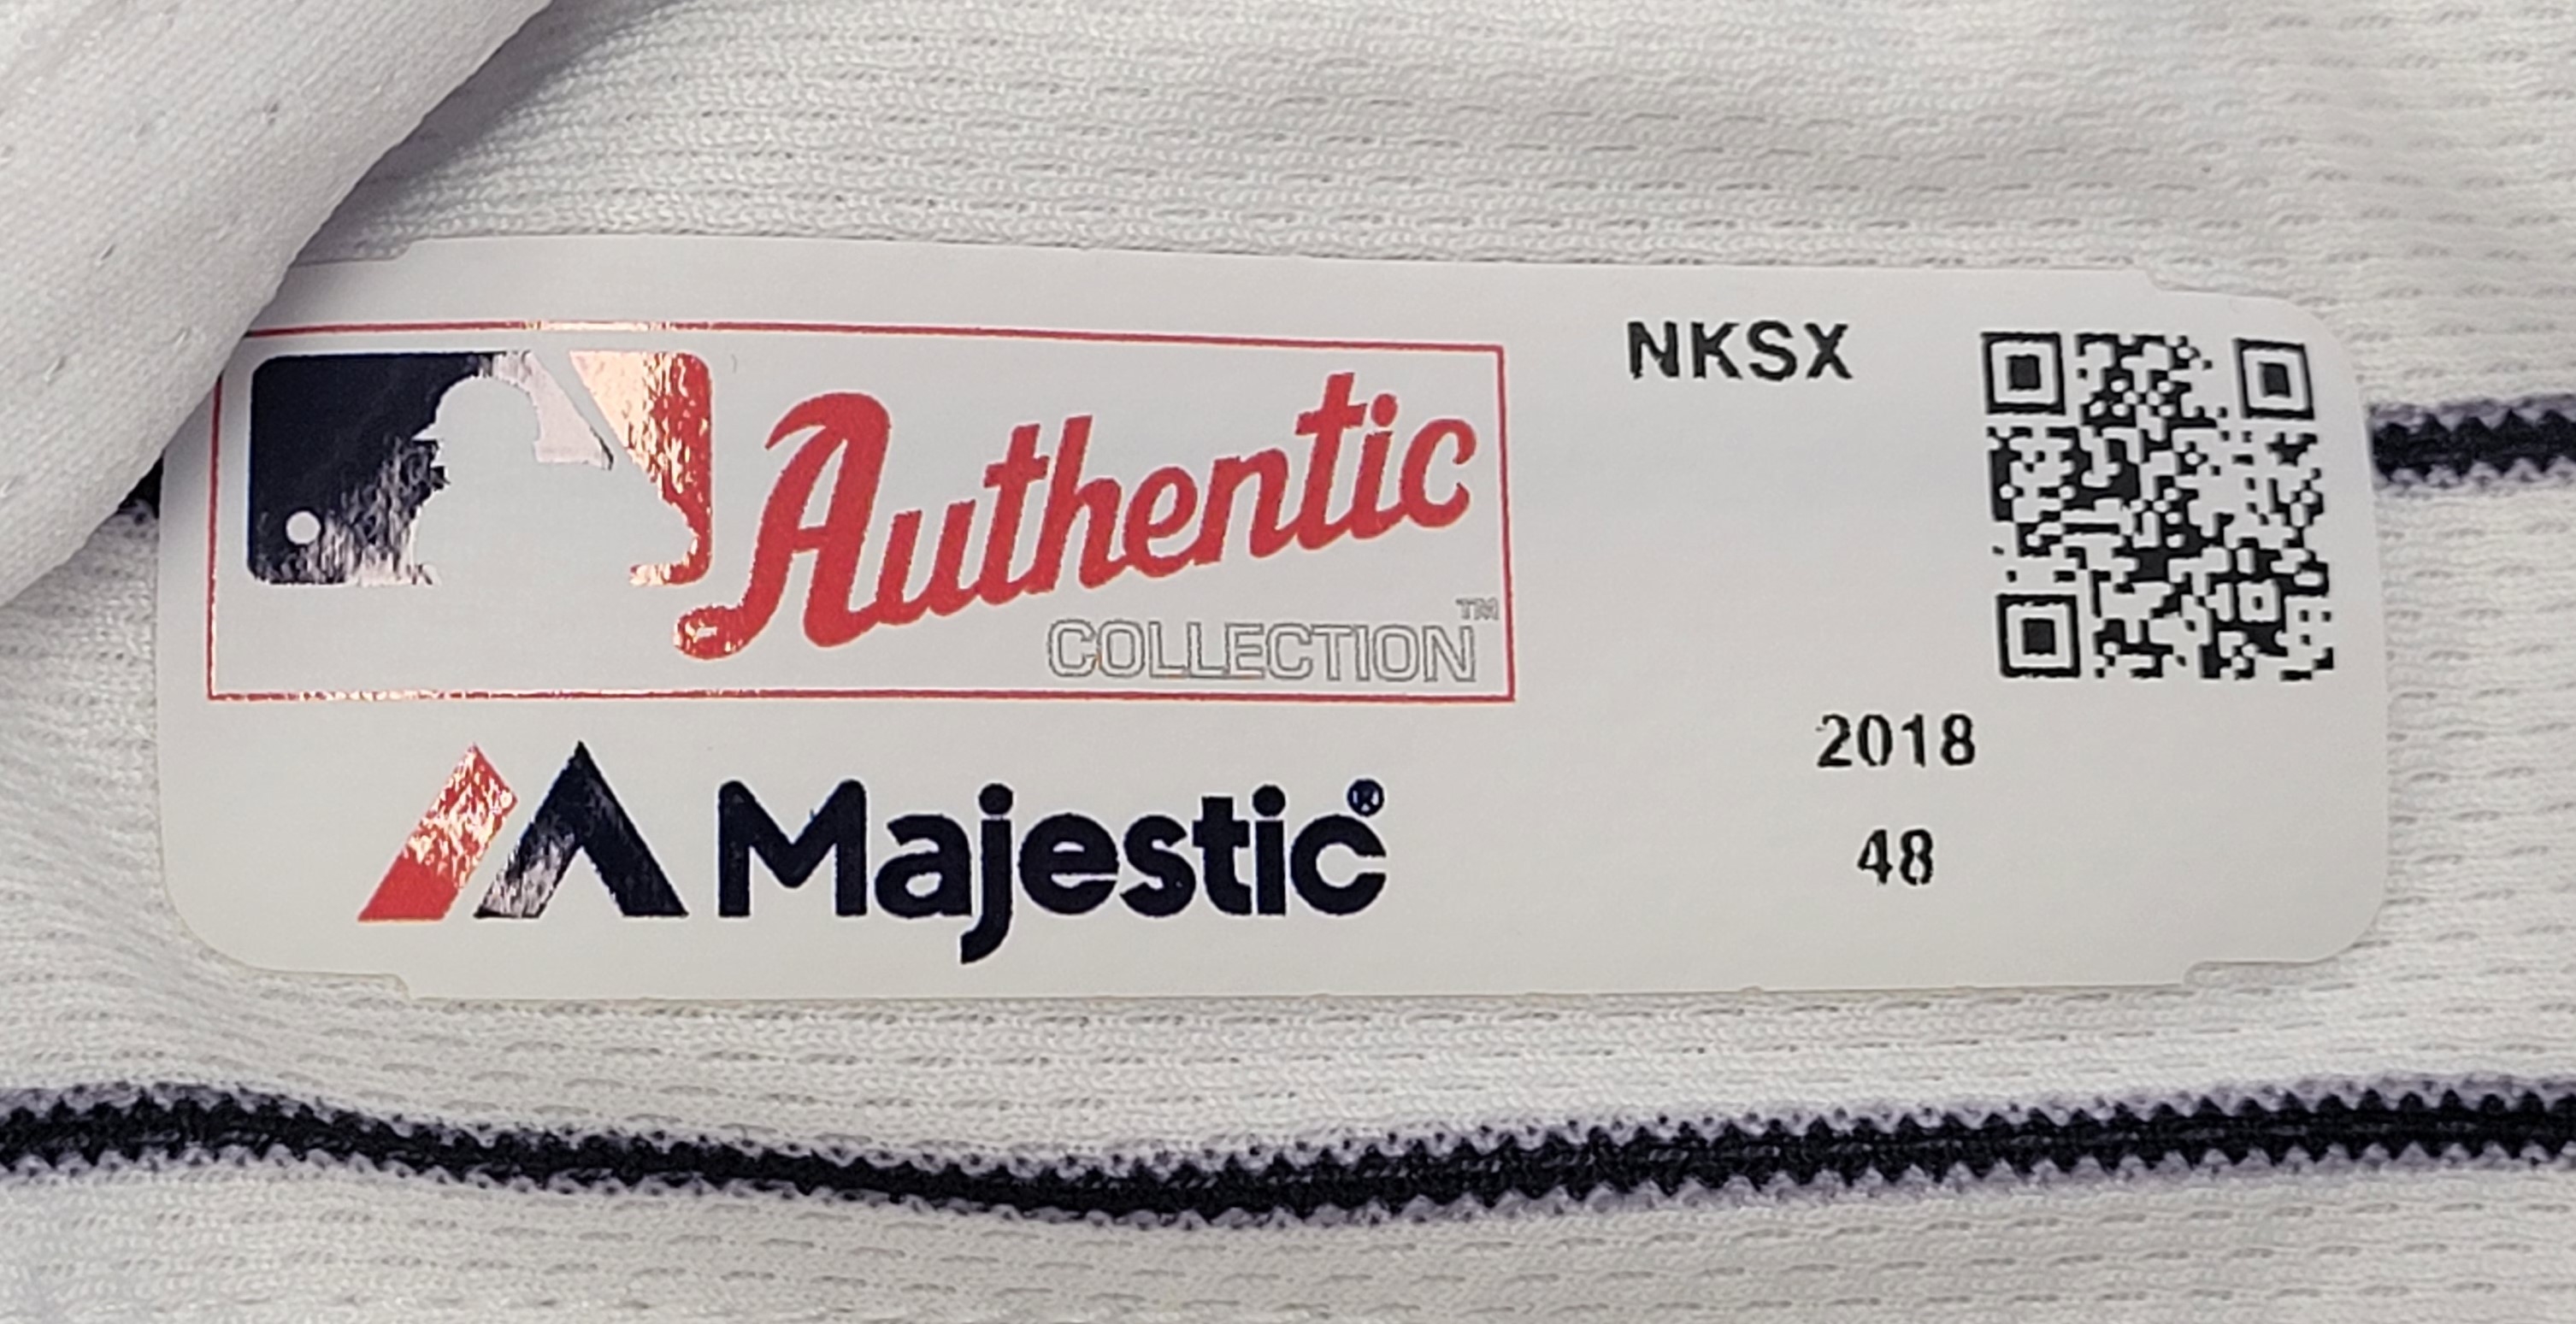 Authentic
COLLECTION™
Majestic®
NKSX
2018
48